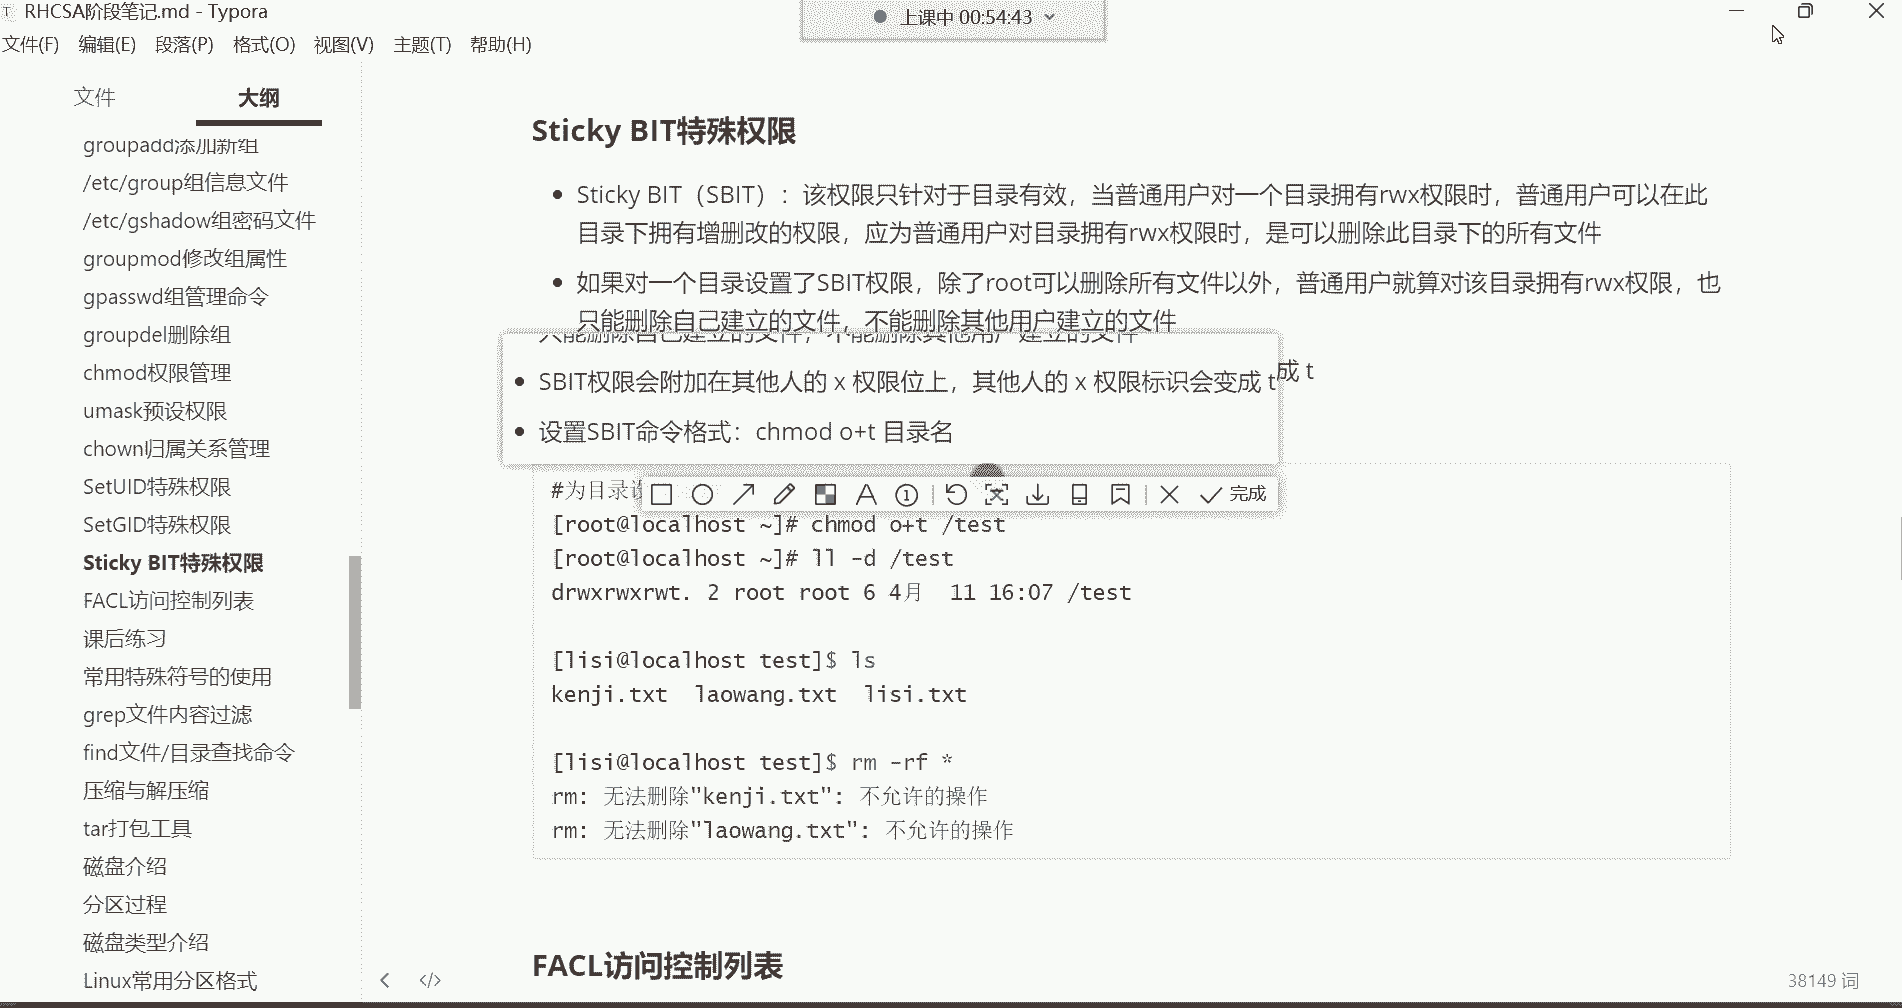 RHCSA阶段笔记.md - Typora
上课中 00:54:43
文件(F) 编辑(E) 段落(P) 格式(O) 视图(V) 主题(T) 帮助(H)
文件 大纲
groupadd添加新组
/etc/group组信息文件
/etc/gshadow组密码文件
groupmod修改组属性
gpasswd组管理命令
groupdel删除组
chmod权限管理
umask预设权限
chown归属关系管理
SetUID特殊权限
SetGID特殊权限
Sticky BIT特殊权限
FACL访问控制列表
课后练习
常用特殊符号的使用
grep文件内容过滤
find文件/目录查找命令
压缩与解压缩
tar打包工具
磁盘介绍
分区过程
磁盘类型介绍
Linux常用分区格式
Sticky BIT特殊权限
Sticky BIT（SBIT）：该权限只针对于目录有效，当普通用户对一个目录拥有rwx权限时，普通用户可以在此
目录下拥有增删改的权限，应为普通用户对目录拥有rwx权限时，是可以删除此目录下的所有文件
如果对一个目录设置了SBIT权限，除了root可以删除所有文件以外，普通用户就算对该目录拥有rwx权限，也
只能删除自己建立的文件，不能删除其他用户建立的文件
只能删除自己建立的文件，不能删除其他用户建立的文件
SBIT权限会附加在其他人的 x 权限位上，其他人的 x 权限标识会变成 t
成 t
设置SBIT命令格式：chmod o+t 目录名
完成
#为目录设
[root@localhost ~]# chmod o+t /test
[root@localhost ~]# ll -d /test
drwxrwxrwt. 2 root root 6 4月  11 16:07 /test
[lisi@localhost test]$ ls
kenji.txt  laowang.txt  lisi.txt
[lisi@localhost test]$ rm -rf *
rm: 无法删除"kenji.txt": 不允许的操作
rm: 无法删除"laowang.txt": 不允许的操作
FACL访问控制列表
38149 词